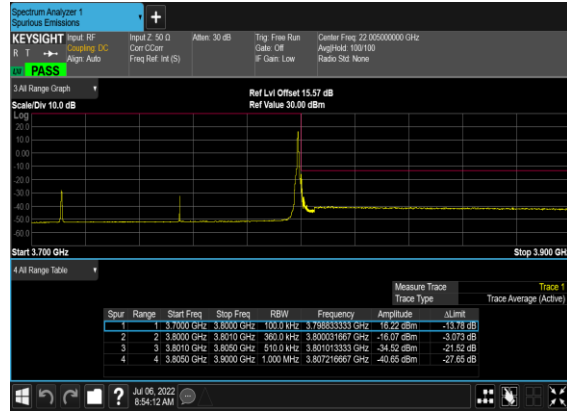 Spectrum Analyzer 1
Spurious Emissions
+
KEYSIGHT Input: RF Input Z: 50 Ω Atten: 30 dB Trig: Free Run Center Freq: 22.005000000 GHz
R T Coupling: DC Corr CCorr Gate: Off Avg|Hold: 100/100
Align: Auto Freq Ref: Int (S) IF Gain: Low Radio Std: None
PASS
3 All Range Graph
Ref Lvl Offset 15.57 dB
Scale/Div 10.0 dB Ref Value 30.00 dBm
Log
20.0
10.0
0.00
-10.0
-20.0
-30.0
-40.0
-50.0
-60.0
Start 3.700 GHz Stop 3.900 GH
4 All Range Table
Measure Trace Trace 1
Trace Type Trace Average (Active)
Spur Range Start Freq Stop Freq RBW Frequency Amplitude ΔLimit
1 1 3.7000 GHz 3.8000 GHz 100.0 kHz 3.798833333 GHz 16.22 dBm -13.78 dB
2 2 3.8000 GHz 3.8010 GHz 360.0 kHz 3.800031667 GHz -16.07 dBm -3.073 dB
3 3 3.8010 GHz 3.8050 GHz 510.0 kHz 3.801013333 GHz -34.52 dBm -21.52 dB
4 4 3.8050 GHz 3.9000 GHz 1.000 MHz 3.807216667 GHz -40.65 dBm -27.65 dB
? Jul 06, 2022
8:54:12 AM